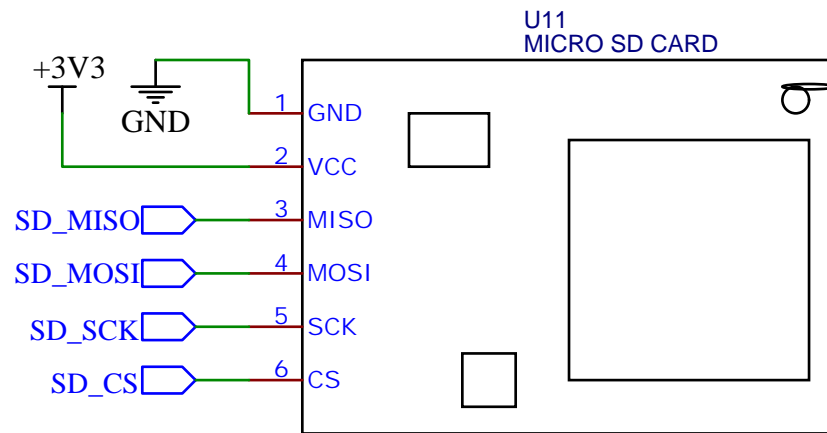 U11
MICRO SD CARD
+3V3
GND
1 GND
2 VCC
SD_MISO 3 MISO
SD_MOSI 4 MOSI
SD_SCK 5 SCK
SD_CS 6 CS